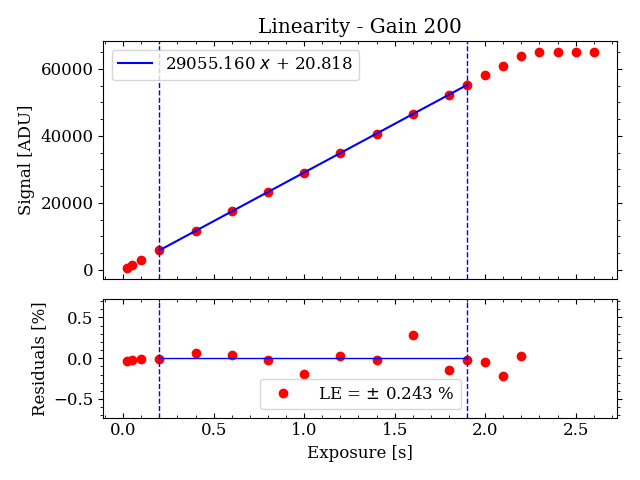 Linearity - Gain 200
29055.160 x + 20.818
Signal [ADU]
60000
40000
20000
0
Residuals [%]
0.5
0.0
−0.5
LE = ± 0.243 %
0.0 0.5 1.0 1.5 2.0 2.5
Exposure [s]